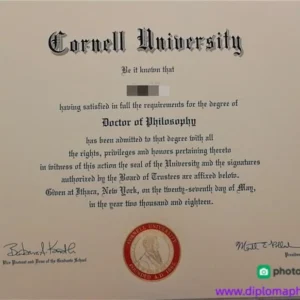 Cornell University
Be it known that
having satisfied in full the requirements for the degree of
Doctor of Philosophy
has been admitted to that degree with all
the rights, privileges and honors pertaining thereto
in witness of this action the seal of the University and the signatures
authorized by the Board of Trustees are affixed below.
Given at Ithaca, New York, on the twenty-seventh day of May,
in the year two thousand and eighteen.
Vice Provost and Dean of the Graduate School
President
photo
www.diplomaph